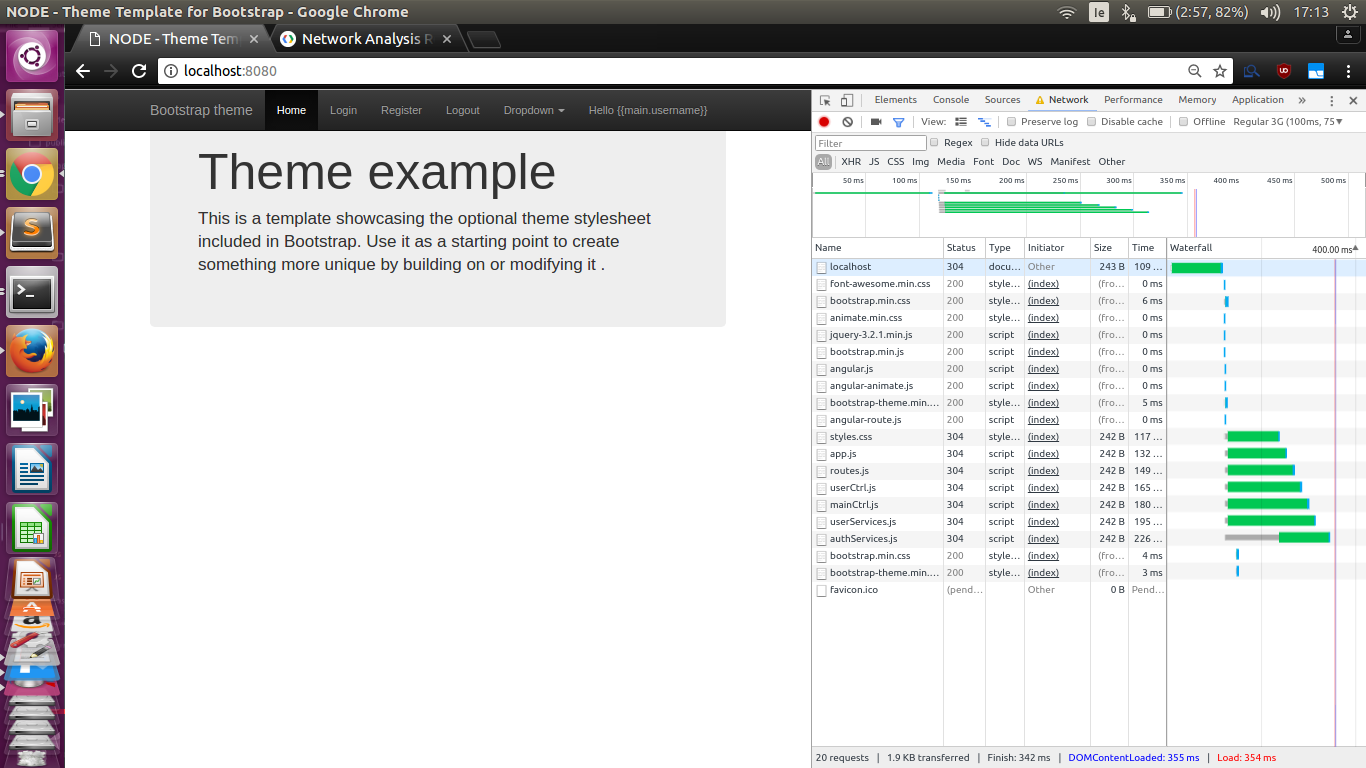 NODE - Theme Template for Bootstrap - Google Chrome
Ie (2:57, 82%) 17:13
NODE - Theme Tem × Network Analysis R ×
localhost:8080
Bootstrap theme Home Login Register Logout Dropdown Hello {{main.username}}
Theme example
This is a template showcasing the optional theme stylesheet
included in Bootstrap. Use it as a starting point to create
something more unique by building on or modifying it .
Elements Console Sources Network Performance Memory Application »
View: Preserve log Disable cache Offline Regular 3G (100ms, 75
Filter Regex Hide data URLs
All XHR JS CSS Img Media Font Doc WS Manifest Other
50 ms 100 ms 150 ms 200 ms 250 ms 300 ms 350 ms 400 ms 450 ms 500 ms
Name Status Type Initiator Size Time Waterfall 400.00 ms
localhost 304 docu... Other 243 B 109 ...
font-awesome.min.css 200 style... (index) (fro... 0 ms
bootstrap.min.css 200 style... (index) (fro... 6 ms
animate.min.css 200 style... (index) (fro... 0 ms
jquery-3.2.1.min.js 200 script (index) (fro... 0 ms
bootstrap.min.js 200 script (index) (fro... 0 ms
angular.js 200 script (index) (fro... 0 ms
angular-animate.js 200 script (index) (fro... 0 ms
bootstrap-theme.min.... 200 style... (index) (fro... 5 ms
angular-route.js 200 script (index) (fro... 0 ms
styles.css 304 style... (index) 242 B 117 ...
app.js 304 script (index) 242 B 132 ...
routes.js 304 script (index) 242 B 149 ...
userCtrl.js 304 script (index) 242 B 165 ...
mainCtrl.js 304 script (index) 242 B 180 ...
userServices.js 304 script (index) 242 B 195 ...
authServices.js 304 script (index) 242 B 226 ...
bootstrap.min.css 200 style... (index) (fro... 4 ms
bootstrap-theme.min.... 200 style... (index) (fro... 3 ms
favicon.ico (pend... Other 0 B Pend...
20 requests | 1.9 KB transferred | Finish: 342 ms | DOMContentLoaded: 355 ms | Load: 354 ms